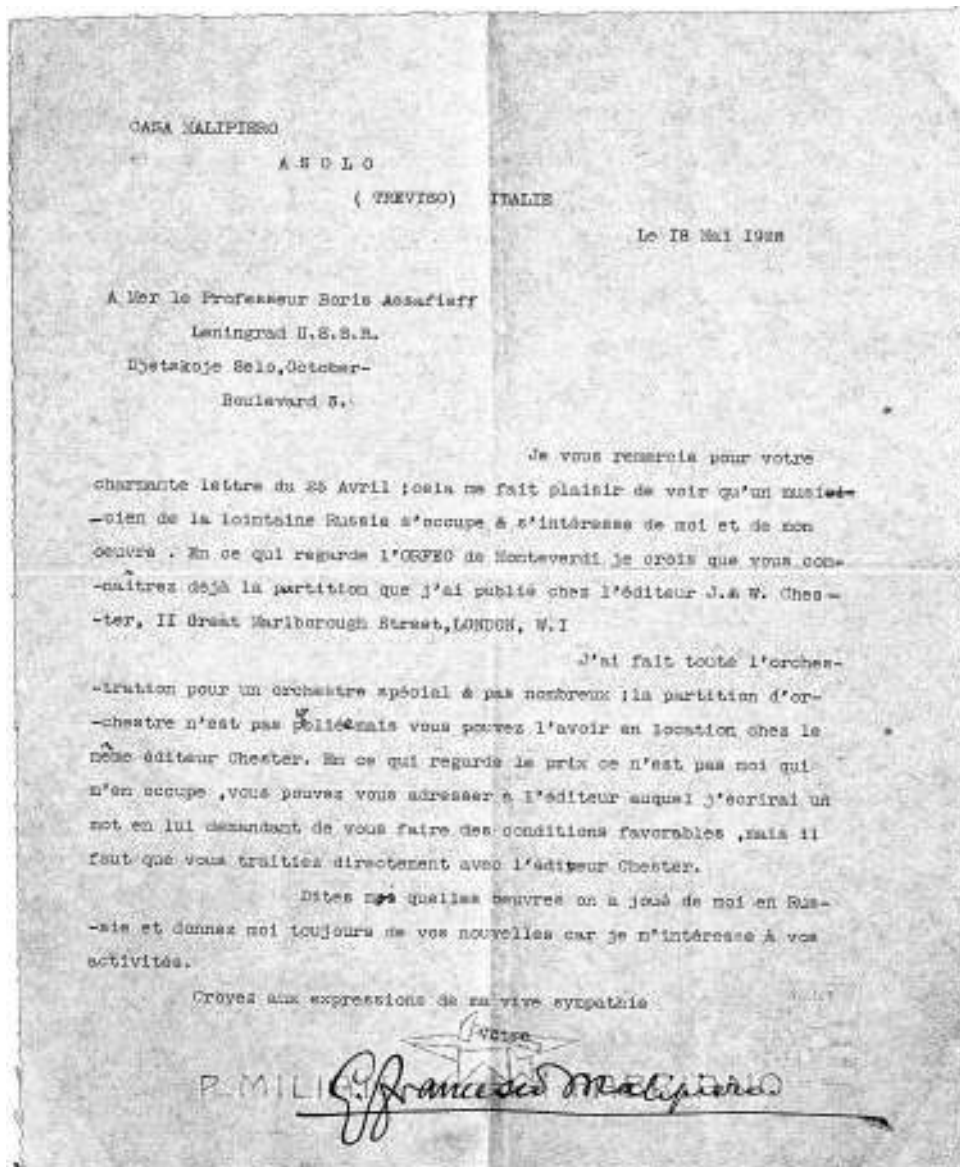 CASA MALIPIERO
A S O L O
( TREVISO) ITALIE
Le I8 Mai I928
A Mer le Professeur Boris Assafieff
Leningrad U.S.S.R.
Djetskoje Selo,October-
Boulevard 3.
Je vous remercie pour votre
charmante lettre du 25 Avril ;cela me fait plaisir de voir qu'un musi
-cien de la lointaine Russie s'occupe & s'intéresse de moi et de mon
oeuvre . En ce qui regarde l'ORFEO de Monteverdi je crois que vous con-
-naîtrez déjà la partition que j'ai publié chez l'éditeur J.& W. Ches-
-ter, II Great Marlborough Street,LONDON, W.I
J'ai fait toute l'orches-
-tration pour un orchestre spécial & pas nombreux ;la partition d'or-
-chestre n'est pas mais vous pouvez l'avoir en location chez le
même éditeur Chester. En ce qui regarde le prix ce n'est pas moi qui
m'en occupe ,vous pouvez vous adresser à l'éditeur auquel j'écrirai un
mot en lui demandant de vous faire des conditions favorables ,mais il
faut que vous traitiez directement avec l'éditeur Chester.
Dites moi quelles oeuvres on a joué de moi en Rus-
-sie et donnez moi toujours de vos nouvelles car je m'intéresse à vos
activités.
Croyez aux expressions de ma vive sympathie
Votre
G. Francesco Malipiero